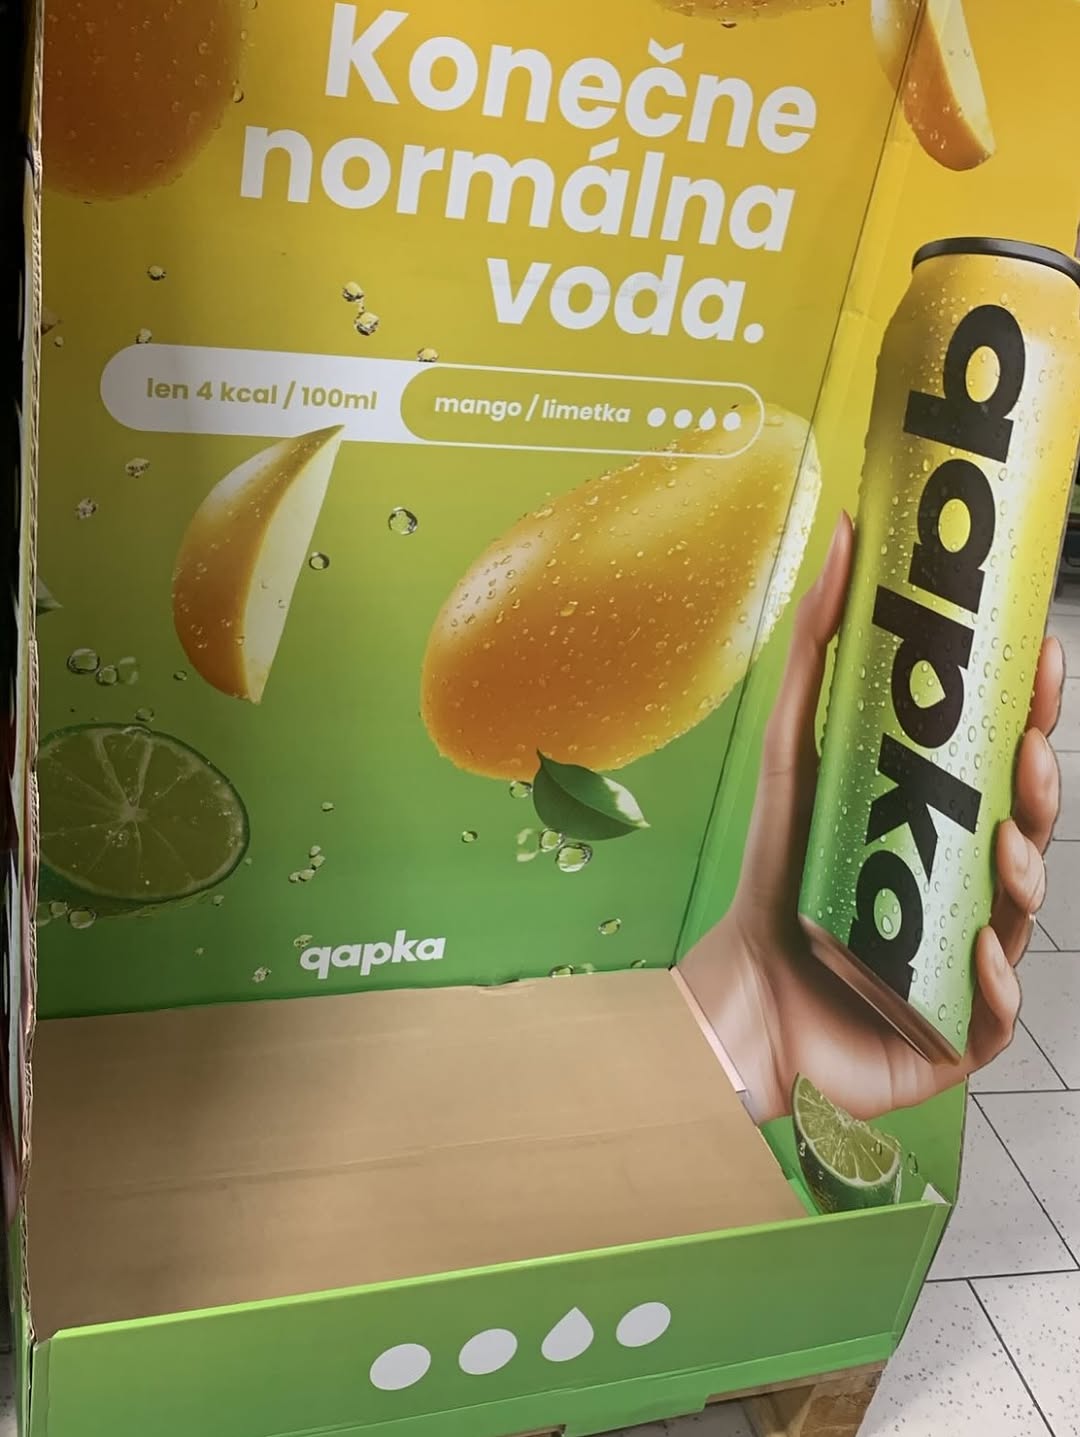 Konečne
normálna
voda.
len 4 kcal / 100ml
mango / limetka
qapka
qapka